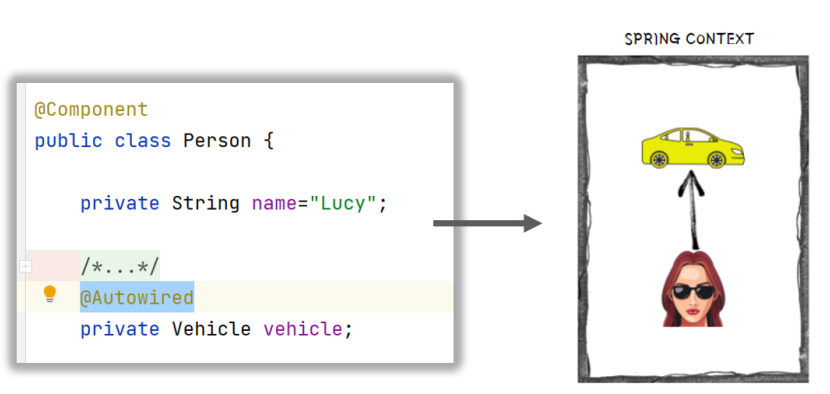 @Component
public class Person {
private String name="Lucy";
/*...*/
@Autowired
private Vehicle vehicle;
SPRING CONTEXT